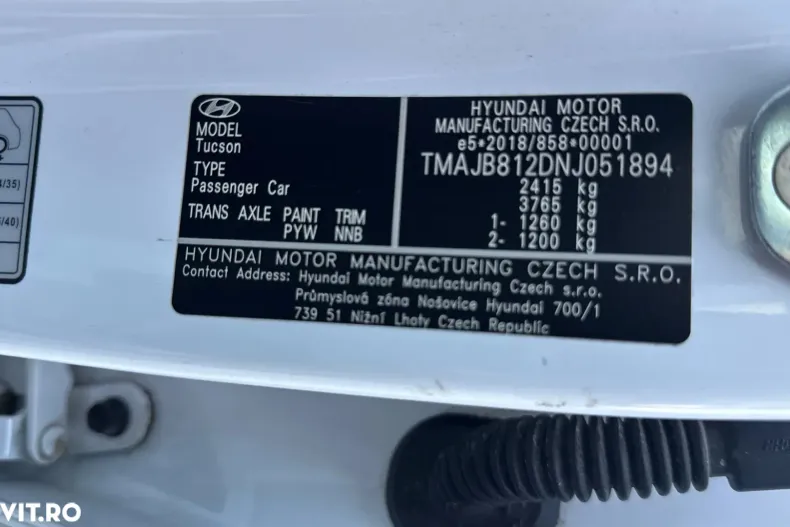 MODEL
Tucson
TYPE
Passenger Car
TRANS AXLE PAINT TRIM
PYW NNB
HYUNDAI MOTOR
MANUFACTURING CZECH S.R.O.
e5*2018/858*00001
TMAJB812DNJ051894
2415 kg
3765 kg
1- 1260 kg
2- 1200 kg
HYUNDAI MOTOR MANUFACTURING CZECH S.R.O.
Contact Address: Hyundai Motor Manufacturing Czech s.r.o.
Průmyslová zóna Nošovice Hyundai 700/1
739 51 Nižní Lhoty Czech Republic
/35)
/40)
VIT.RO